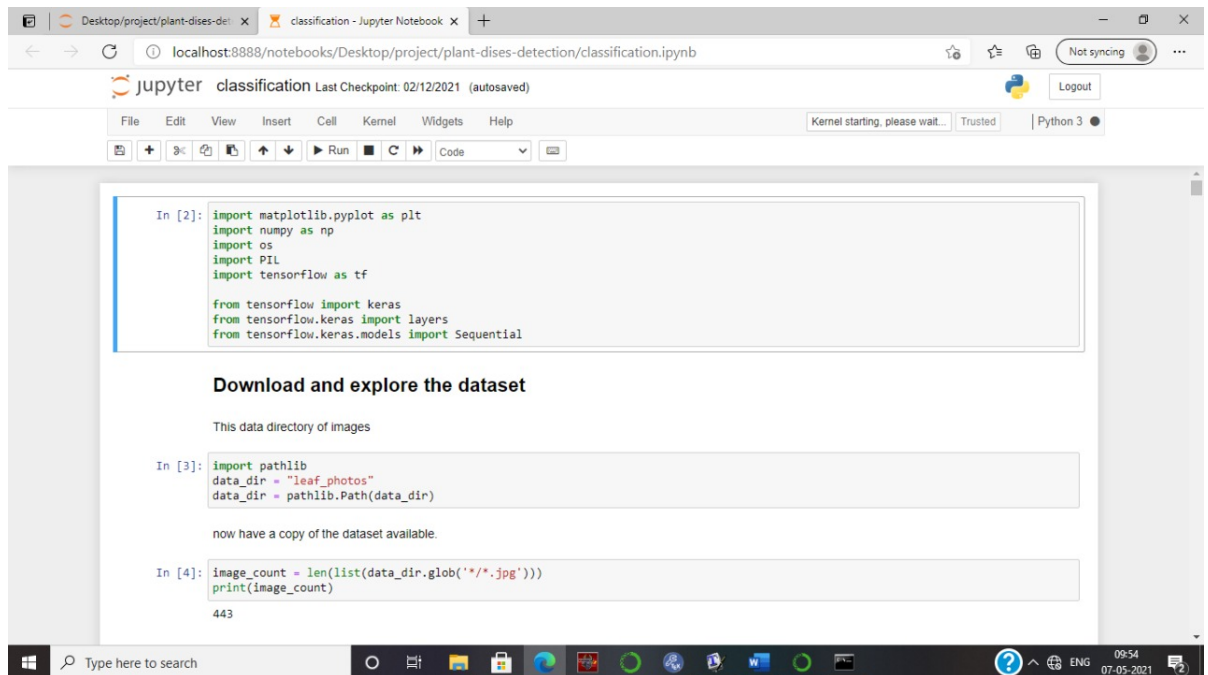 Desktop/project/plant-dises-det
classification - Jupyter Notebook
localhost:8888/notebooks/Desktop/project/plant-dises-detection/classification.ipynb
Not syncing
jupyter classification Last Checkpoint: 02/12/2021 (autosaved)
Logout
File Edit View Insert Cell Kernel Widgets Help
Kernel starting, please wait... Trusted Python 3
Run Code
In [2]: import matplotlib.pyplot as plt
import numpy as np
import os
import PIL
import tensorflow as tf
from tensorflow import keras
from tensorflow.keras import layers
from tensorflow.keras.models import Sequential
Download and explore the dataset
This data directory of images
In [3]: import pathlib
data_dir = "leaf_photos"
data_dir = pathlib.Path(data_dir)
now have a copy of the dataset available.
In [4]: image_count = len(list(data_dir.glob('*/*.jpg')))
print(image_count)
443
Type here to search
ENG
09:54
07-05-2021
2